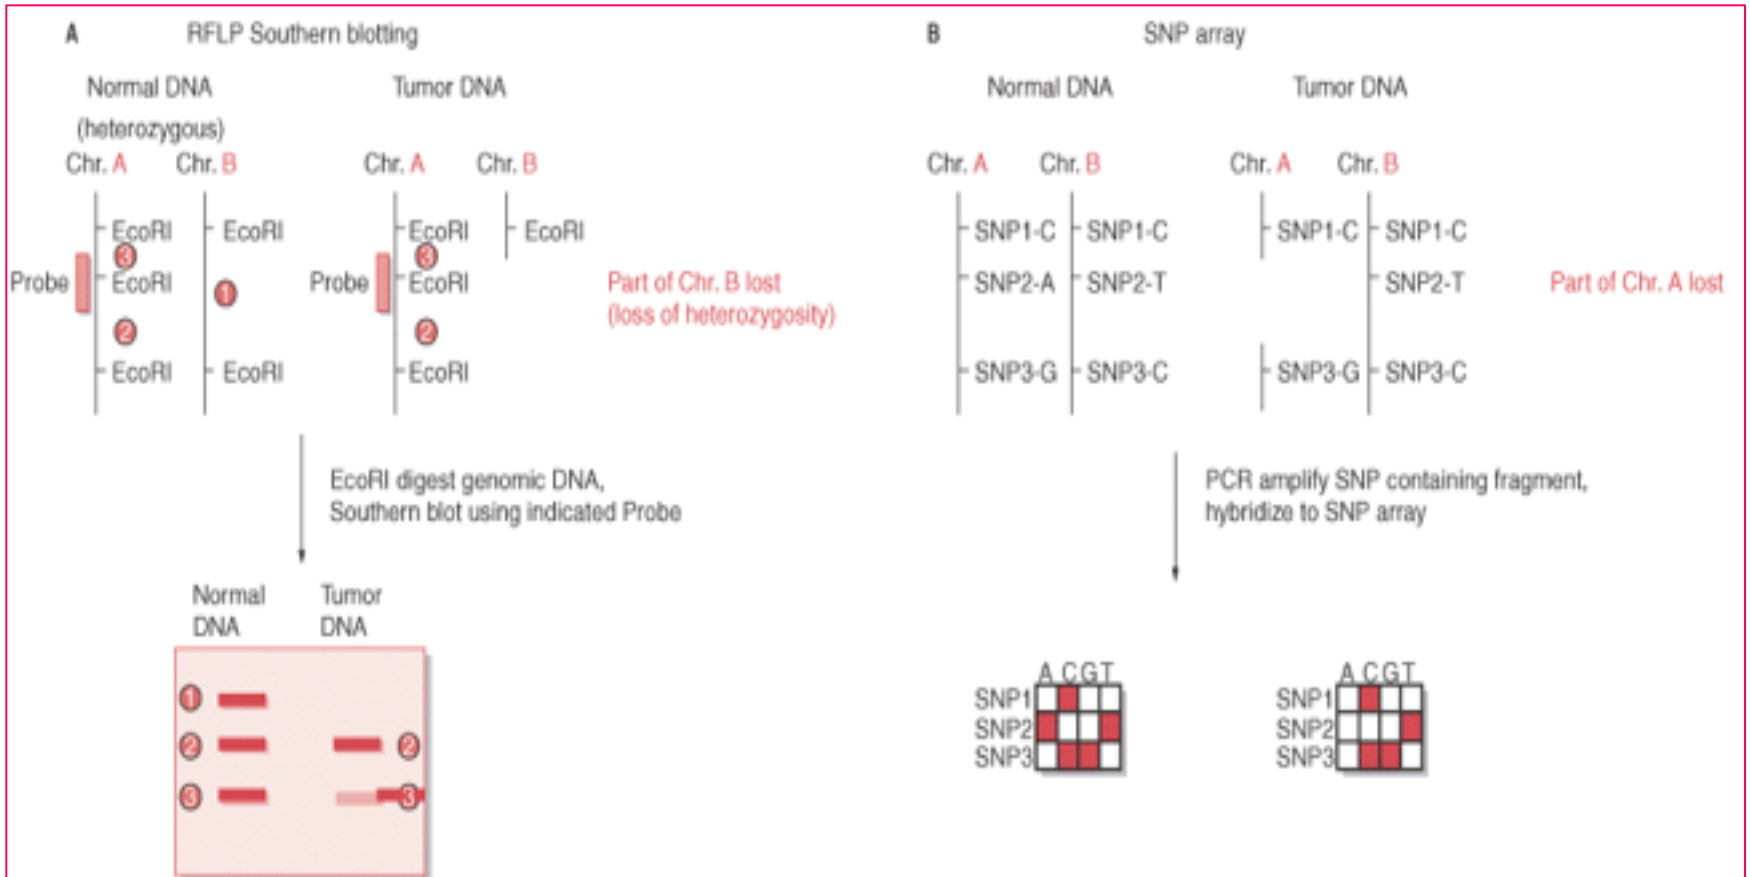 A RFLP Southern blotting
Normal DNA Tumor DNA
(heterozygous)
Chr. A Chr. B Chr. A Chr. B
EcoRI EcoRI EcoRI EcoRI
3 3
Probe EcoRI 1 Probe EcoRI Part of Chr. B lost
(loss of heterozygosity)
2 2
EcoRI EcoRI EcoRI
EcoRI digest genomic DNA,
Southern blot using indicated Probe
Normal Tumor
DNA DNA
1
2 2
3 3
B SNP array
Normal DNA Tumor DNA
Chr. A Chr. B Chr. A Chr. B
SNP1-C SNP1-C SNP1-C SNP1-C
SNP2-A SNP2-T SNP2-T Part of Chr. A lost
SNP3-G SNP3-C SNP3-G SNP3-C
PCR amplify SNP containing fragment,
hybridize to SNP array
A C G T A C G T
SNP1 SNP1
SNP2 SNP2
SNP3 SNP3